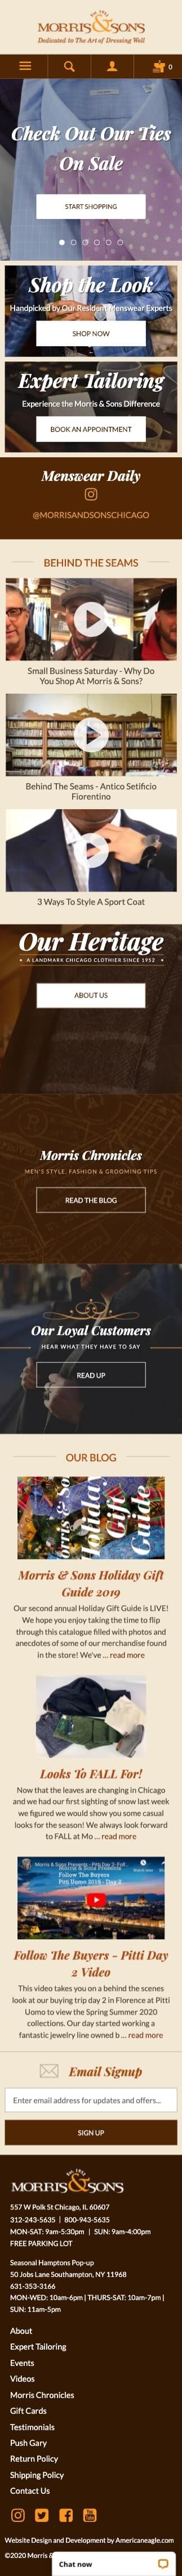 MORRIS & SONS
Dedicated to The Art of Dressing Well
0
Check Out Our Ties
On Sale
START SHOPPING
Shop the Look
Handpicked by Our Resident Menswear Experts
SHOP NOW
Expert Tailoring
Experience the Morris & Sons Difference
BOOK AN APPOINTMENT
Menswear Daily
@MORRISANDSONSCHICAGO
BEHIND THE SEAMS
Small Business Saturday - Why Do
You Shop At Morris & Sons?
Behind The Seams - Antico Setificio
Fiorentino
3 Ways To Style A Sport Coat
Our Heritage
• A LANDMARK CHICAGO CLOTHIER SINCE 1952 •
ABOUT US
Morris Chronicles
MEN'S STYLE, FASHION & GROOMING TIPS
READ THE BLOG
Our Loyal Customers
HEAR WHAT THEY HAVE TO SAY
READ UP
OUR BLOG
Holiday
Gift
Guide
Morris & Sons Holiday Gift
Guide 2019
Our second annual Holiday Gift Guide is LIVE!
We hope you enjoy taking the time to flip
through this catalogue filled with photos and
anecdotes of some of our merchandise found
in the store! We've ... read more
Looks To FALL For!
Now that the leaves are changing in Chicago
and we had our first sighting of snow last week
we figured we would show you some casual
looks for the season! We always look forward
to FALL at Mo ... read more
Morris & Sons Presents - Pitti Day 2- Foll...
Follow The Buyers
Pitti Uomo 2019 - Day 2
Follow The Buyers - Pitti Day
2 Video
This video takes you on a behind the scenes
look at our buying trip day 2 in Florence at Pitti
Uomo to view the Spring Summer 2020
collections. Our day started working a
fantastic jewelry line owned b ... read more
Email Signup
Enter email address for updates and offers...
SIGN UP
MORRIS & SONS
557 W Polk St Chicago, IL 60607
312-243-5635 | 800-943-5635
MON-SAT: 9am-5:30pm | SUN: 9am-4:00pm
FREE PARKING LOT
Seasonal Hamptons Pop-up
50 Jobs Lane Southampton, NY 11968
631-353-3166
MON-WED: 10am-6pm | THURS-SAT: 10am-7pm |
SUN: 11am-5pm
About
Expert Tailoring
Events
Videos
Morris Chronicles
Gift Cards
Testimonials
Push Gary
Return Policy
Shipping Policy
Contact Us
Website Design and Development by Americaneagle.com
©2020 Morris &
Chat now